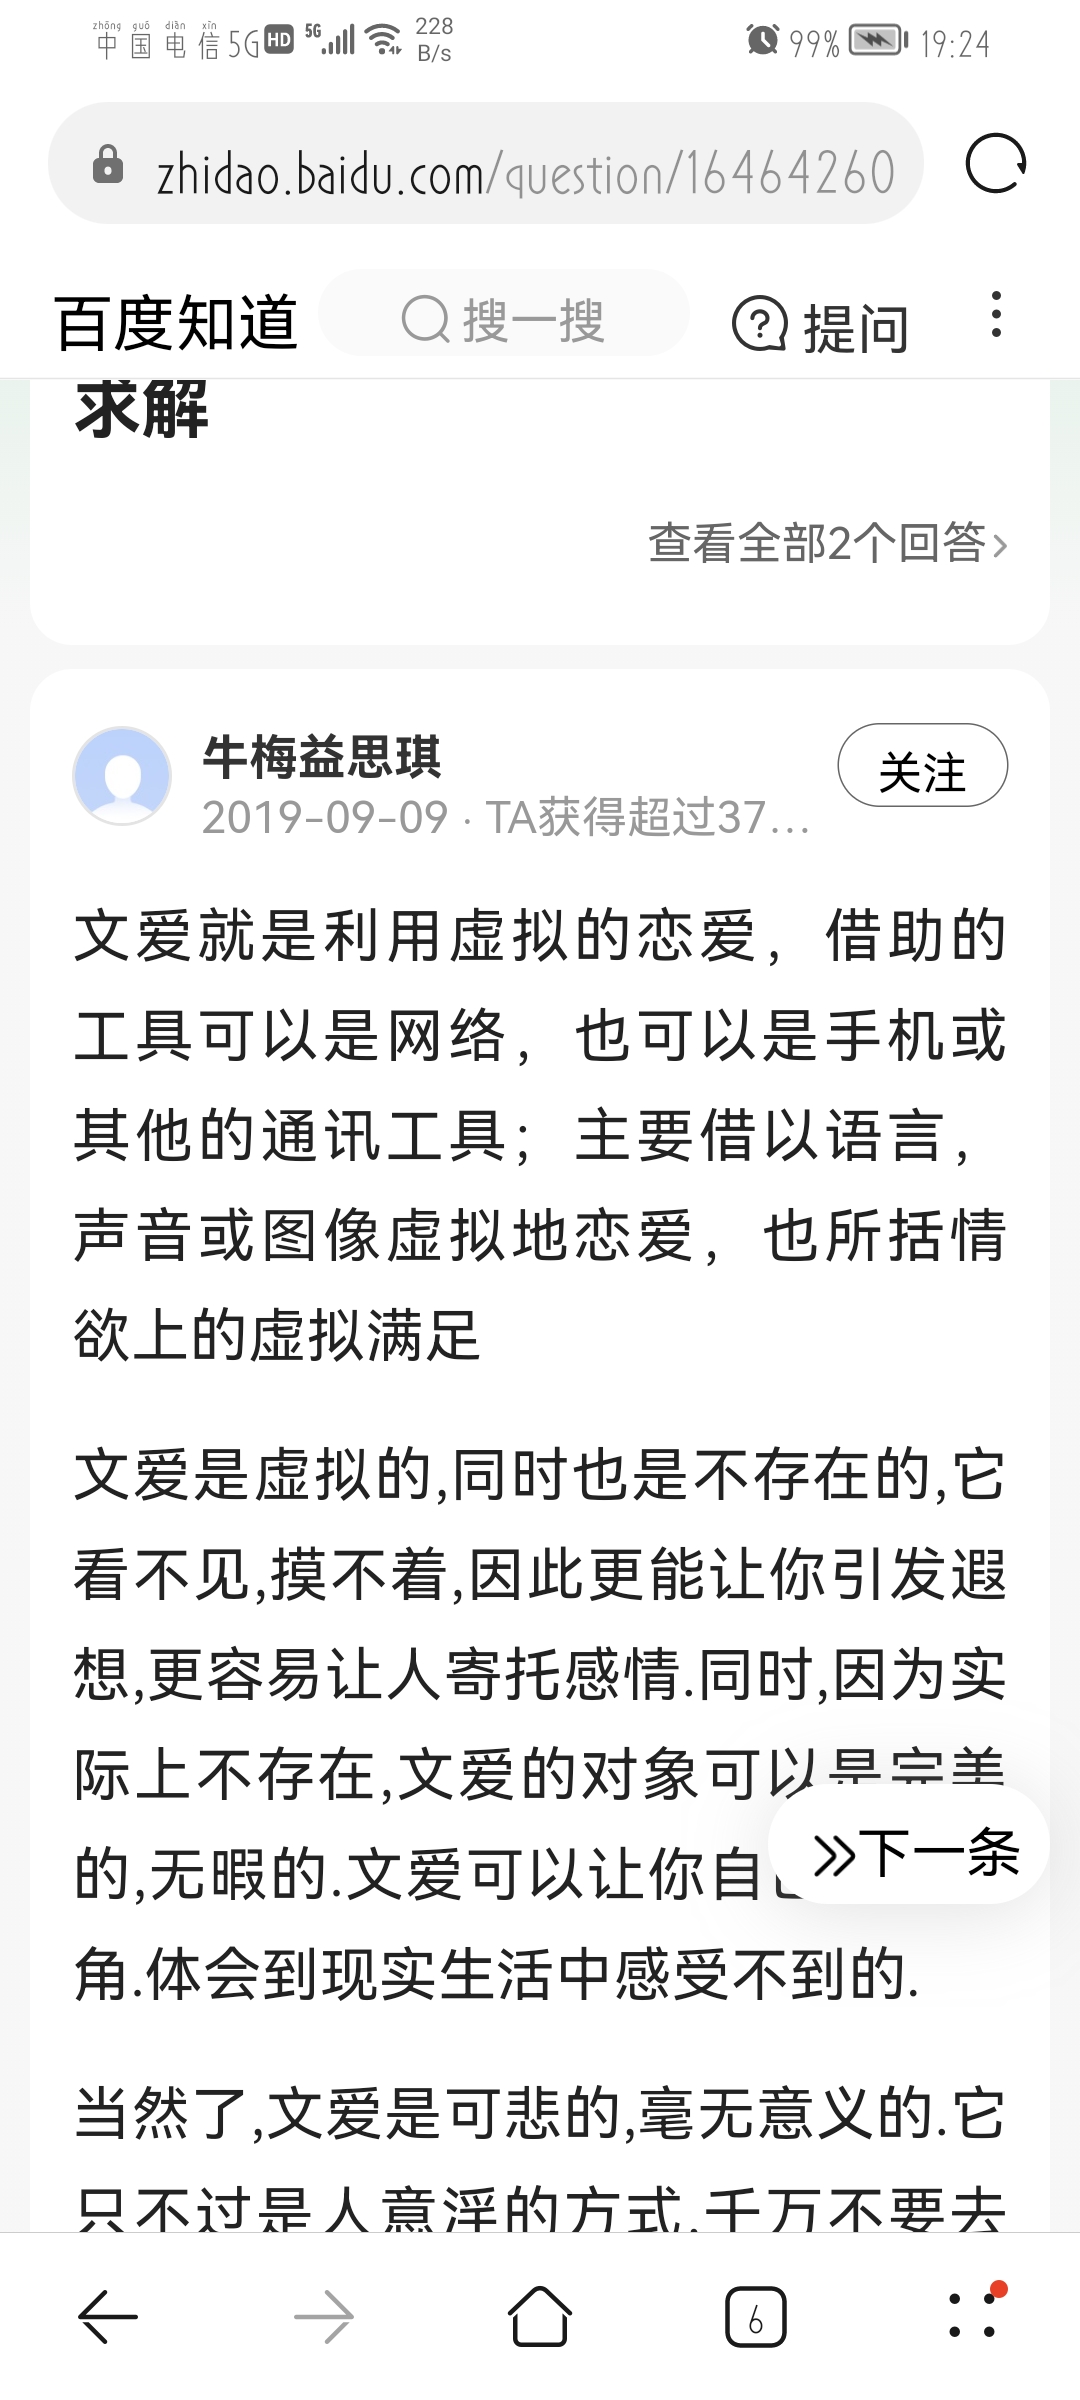 zhōng guó diàn xìn
中国电信5G HD 5G 228 B/s 99% 19:24
zhidao.baidu.com/question/16464260
百度知道 搜一搜 提问
求解
查看全部2个回答
牛梅益思琪
关注
2019-09-09 · TA获得超过37...
文爱就是利用虚拟的恋爱，借助的
工具可以是网络，也可以是手机或
其他的通讯工具；主要借以语言，
声音或图像虚拟地恋爱，也所括情
欲上的虚拟满足
文爱是虚拟的,同时也是不存在的,它
看不见,摸不着,因此更能让你引发遐
想,更容易让人寄托感情.同时,因为实
际上不存在,文爱的对象可以是完美
的,无暇的.文爱可以让你自
下一条
角.体会到现实生活中感受不到的.
当然了,文爱是可悲的,毫无意义的.它
只不过是人意淫的方式.千万不要去
6